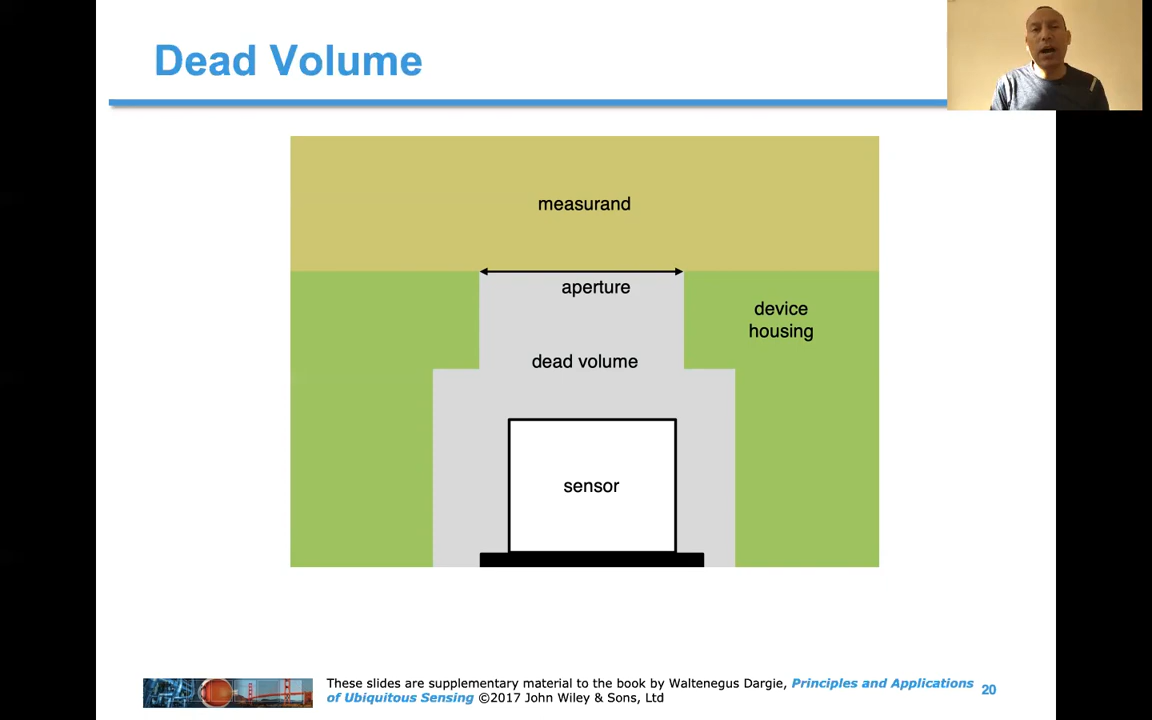 Dead Volume
measurand
aperture
device
housing
dead volume
sensor
These slides are supplementary material to the book by Waltenegus Dargie, Principles and Applications
of Ubiquitous Sensing ©2017 John Wiley & Sons, Ltd
20